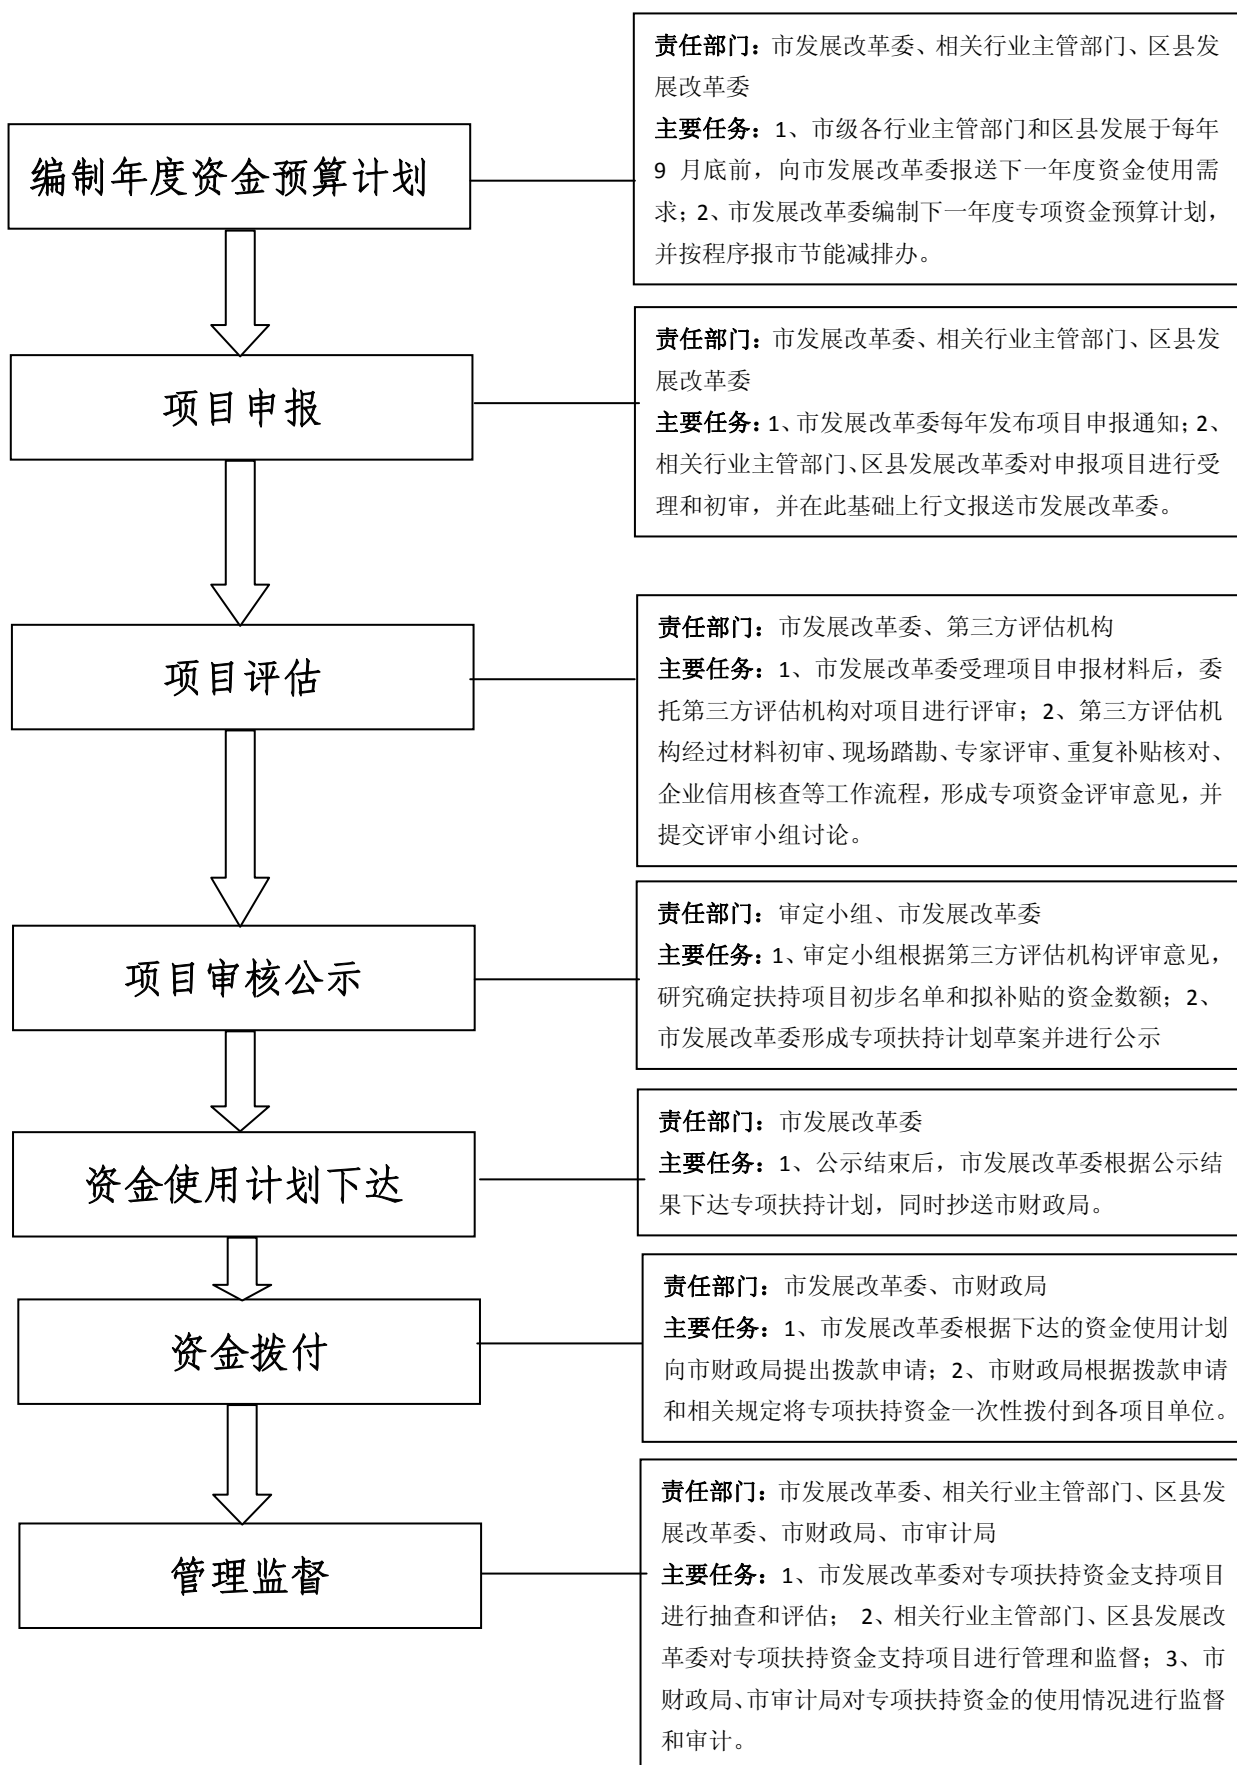 编制年度资金预算计划
责任部门：市发展改革委、相关行业主管部门、区县发
展改革委
主要任务：1、市级各行业主管部门和区县发展于每年
9 月底前，向市发展改革委报送下一年度资金使用需
求；2、市发展改革委编制下一年度专项资金预算计划，
并按程序报市节能减排办。
项目申报
责任部门：市发展改革委、相关行业主管部门、区县发
展改革委
主要任务：1、市发展改革委每年发布项目申报通知；2、
相关行业主管部门、区县发展改革委对申报项目进行受
理和初审，并在此基础上行文报送市发展改革委。
项目评估
责任部门：市发展改革委、第三方评估机构
主要任务：1、市发展改革委受理项目申报材料后，委
托第三方评估机构对项目进行评审；2、第三方评估机
构经过材料初审、现场踏勘、专家评审、重复补贴核对、
企业信用核查等工作流程，形成专项资金评审意见，并
提交评审小组讨论。
项目审核公示
责任部门：审定小组、市发展改革委
主要任务：1、审定小组根据第三方评估机构评审意见，
研究确定扶持项目初步名单和拟补贴的资金数额；2、
市发展改革委形成专项扶持计划草案并进行公示
资金使用计划下达
责任部门：市发展改革委
主要任务：1、公示结束后，市发展改革委根据公示结
果下达专项扶持计划，同时抄送市财政局。
资金拨付
责任部门：市发展改革委、市财政局
主要任务：1、市发展改革委根据下达的资金使用计划
向市财政局提出拨款申请；2、市财政局根据拨款申请
和相关规定将专项扶持资金一次性拨付到各项目单位。
管理监督
责任部门：市发展改革委、相关行业主管部门、区县发
展改革委、市财政局、市审计局
主要任务：1、市发展改革委对专项扶持资金支持项目
进行抽查和评估； 2、相关行业主管部门、区县发展改
革委对专项扶持资金支持项目进行管理和监督；3、市
财政局、市审计局对专项扶持资金的使用情况进行监督
和审计。